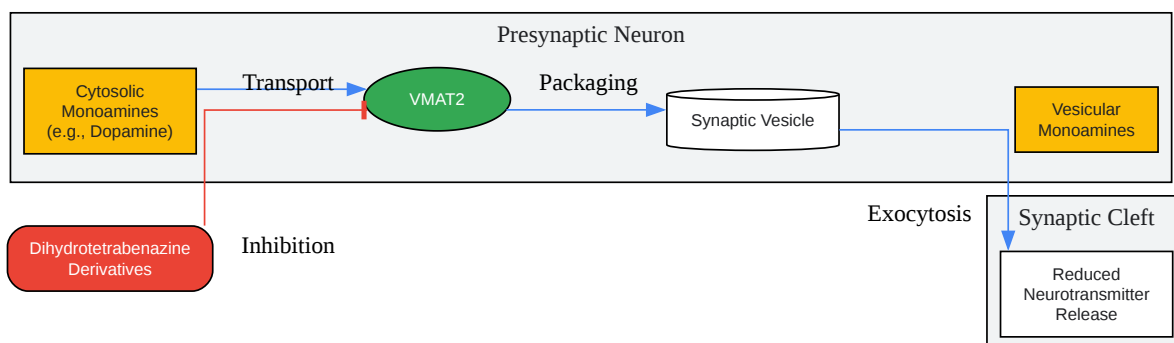 Presynaptic Neuron
Cytosolic
Monoamines
(e.g., Dopamine)
Transport
VMAT2
Packaging
Synaptic Vesicle
Vesicular
Monoamines
Dihydrotetrabenazine
Derivatives
Inhibition
Exocytosis
Synaptic Cleft
Reduced
Neurotransmitter
Release